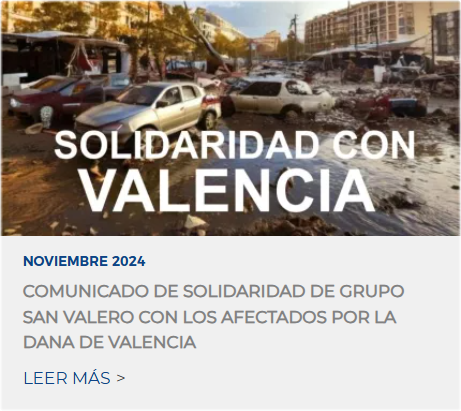 SOLIDARIDAD CON
VALENCIA
NOVIEMBRE 2024
COMUNICADO DE SOLIDARIDAD DE GRUPO
SAN VALERO CON LOS AFECTADOS POR LA
DANA DE VALENCIA
LEER MÁS >